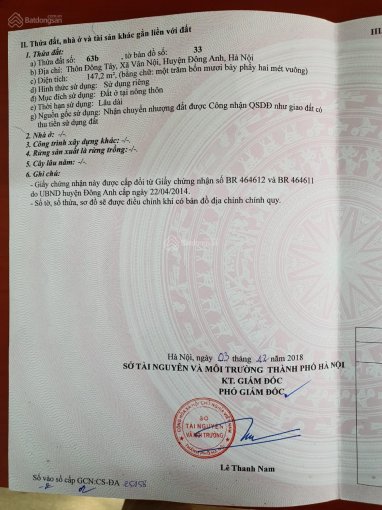 Batdongsan
II. Thửa đất, nhà ở và tài sản khác gắn liền với đất
1. Thửa đất:
a) Thửa đất số: 63b , tờ bản đồ số: 33
b) Địa chỉ: Thôn Đông Tây, Xã Vân Nội, Huyện Đông Anh, Hà Nội
c) Diện tích: 147,2 m², (bằng chữ: một trăm bốn mươi bảy phẩy hai mét vuông)
d) Hình thức sử dụng: Sử dụng riêng
đ) Mục đích sử dụng: Đất ở tại nông thôn
e) Thời hạn sử dụng: Lâu dài
g) Nguồn gốc sử dụng: Nhận chuyển nhượng đất được Công nhận QSDĐ như giao đất có
thu tiền sử dụng đất
2. Nhà ở: -/-.
3. Công trình xây dựng khác: -/-.
4. Rừng sản xuất là rừng trồng: -/-.
5. Cây lâu năm: -/-.
6. Ghi chú:
- Giấy chứng nhận này được cấp đổi từ Giấy chứng nhận số BR 464612 và BR 464611
do UBND huyện Đông Anh cấp ngày 22/04/2014.
- Số tờ, số thửa, sơ đồ sẽ được điều chỉnh khi có bản đồ địa chính chính quy.
III.
Batdongsan
Hà Nội, ngày 03 tháng 12 năm 2018
SỞ TÀI NGUYÊN VÀ MÔI TRƯỜNG THÀNH PHỐ HÀ NỘI
KT. GIÁM ĐỐC
PHÓ GIÁM ĐỐC
SỞ
TÀI NGUYÊN
VÀ MÔI TRƯỜNG
Lê Thanh Nam
Số vào sổ cấp GCN:CS-ĐA